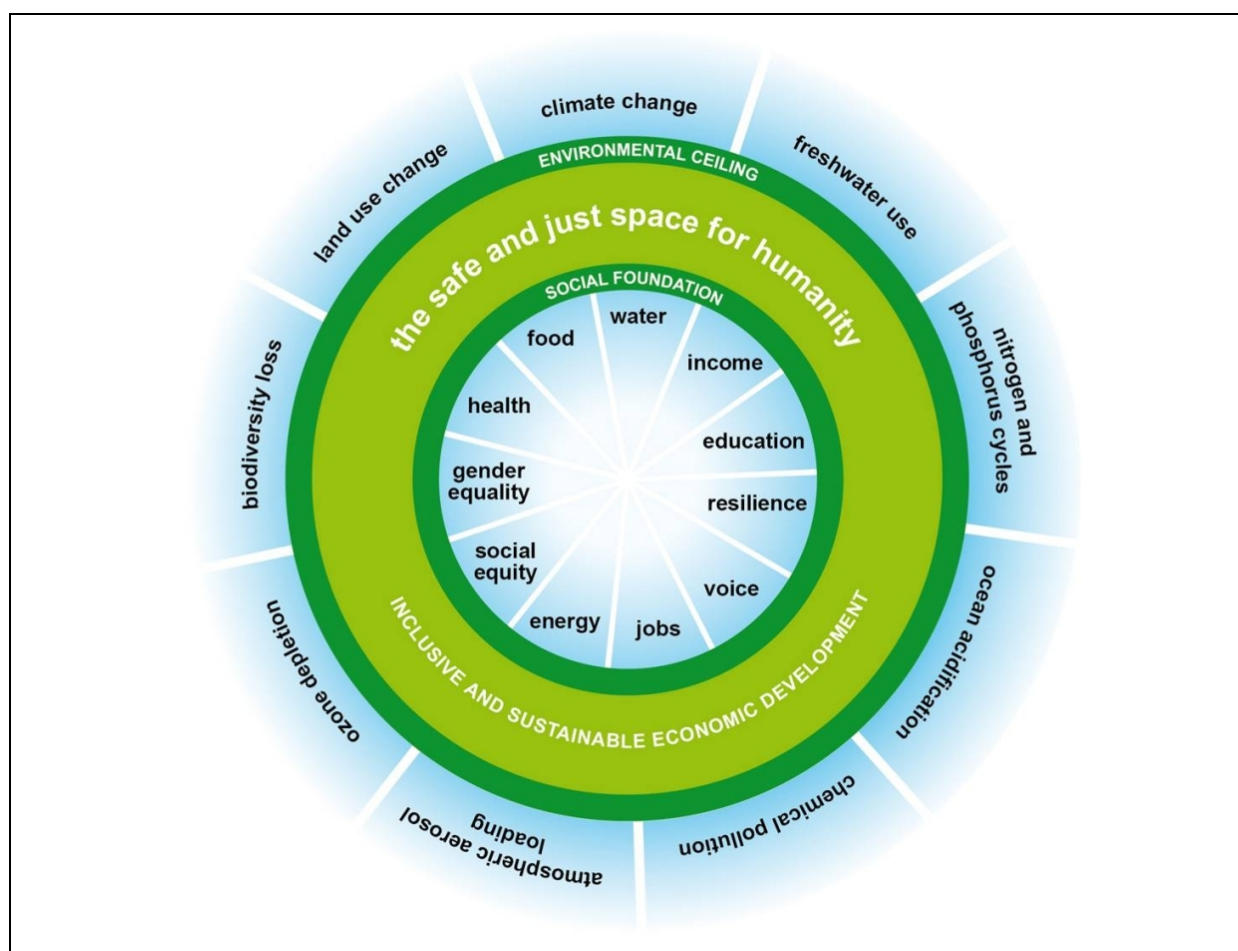 climate change
freshwater use
nitrogen and
phosphorus cycles
ocean acidification
chemical pollution
atmospheric aerosol
loading
ozone depletion
biodiversity loss
land use change
ENVIRONMENTAL CEILING
the safe and just space for humanity
SOCIAL FOUNDATION
water
income
education
resilience
voice
jobs
energy
social
equity
gender
equality
health
food
INCLUSIVE AND SUSTAINABLE ECONOMIC DEVELOPMENT